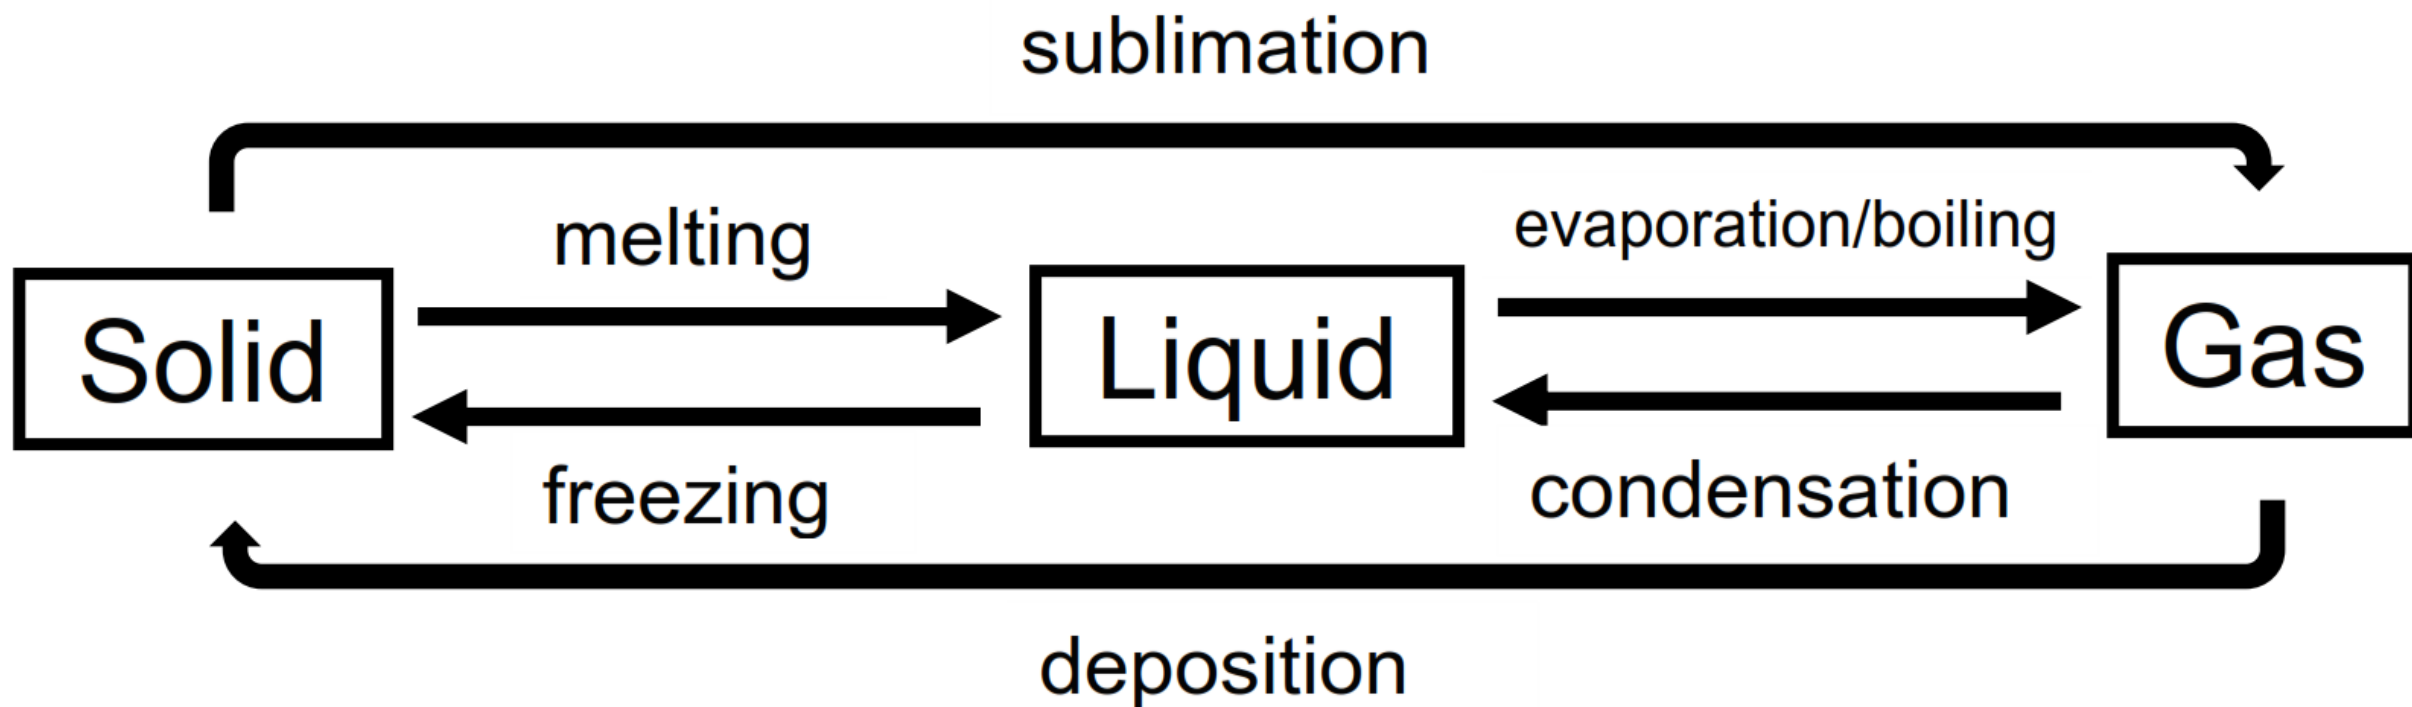 sublimation
melting
evaporation/boiling
Solid
Liquid
Gas
freezing
condensation
deposition